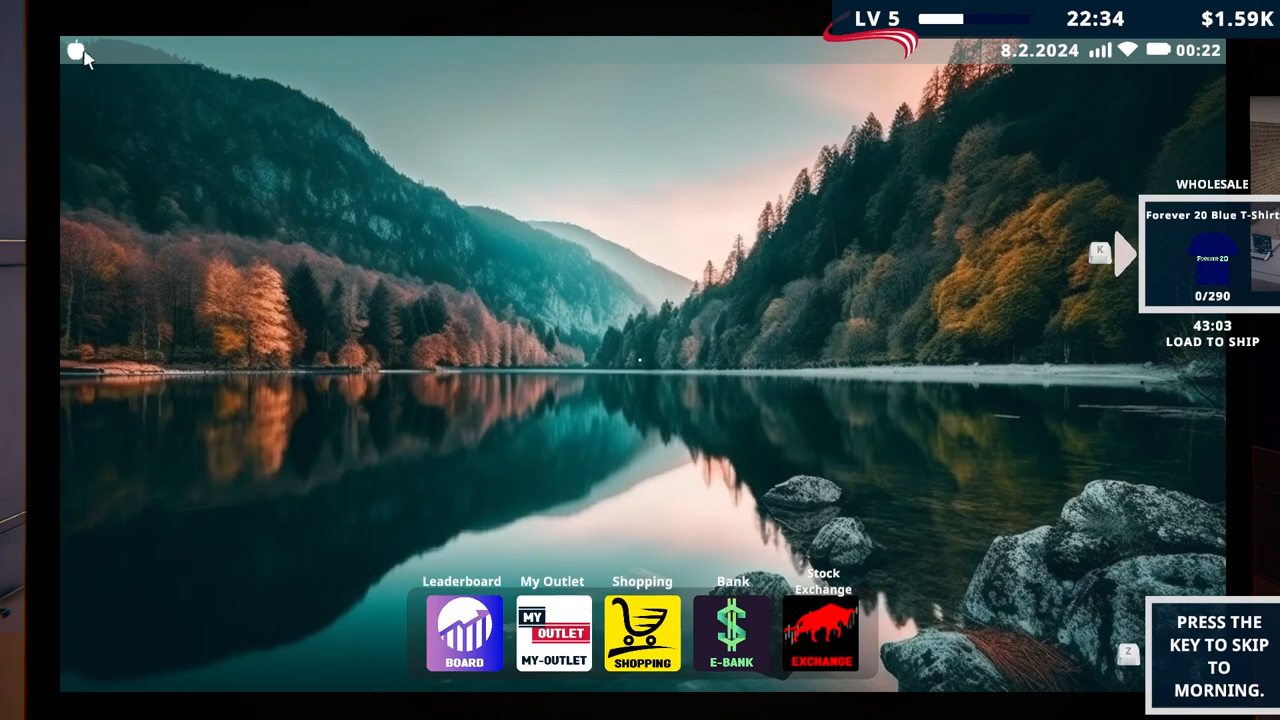 LV 5
22:34
$1.59K
8.2.2024
00:22
WHOLESALE
Forever 20 Blue T-Shirt
FOREVER 20
0/290
K
43:03
LOAD TO SHIP
Leaderboard
My Outlet
Shopping
Bank
Stock
Exchange
BOARD
MY
OUTLET
MY-OUTLET
SHOPPING
$
E-BANK
EXCHANGE
Z
PRESS THE
KEY TO SKIP
TO
MORNING.